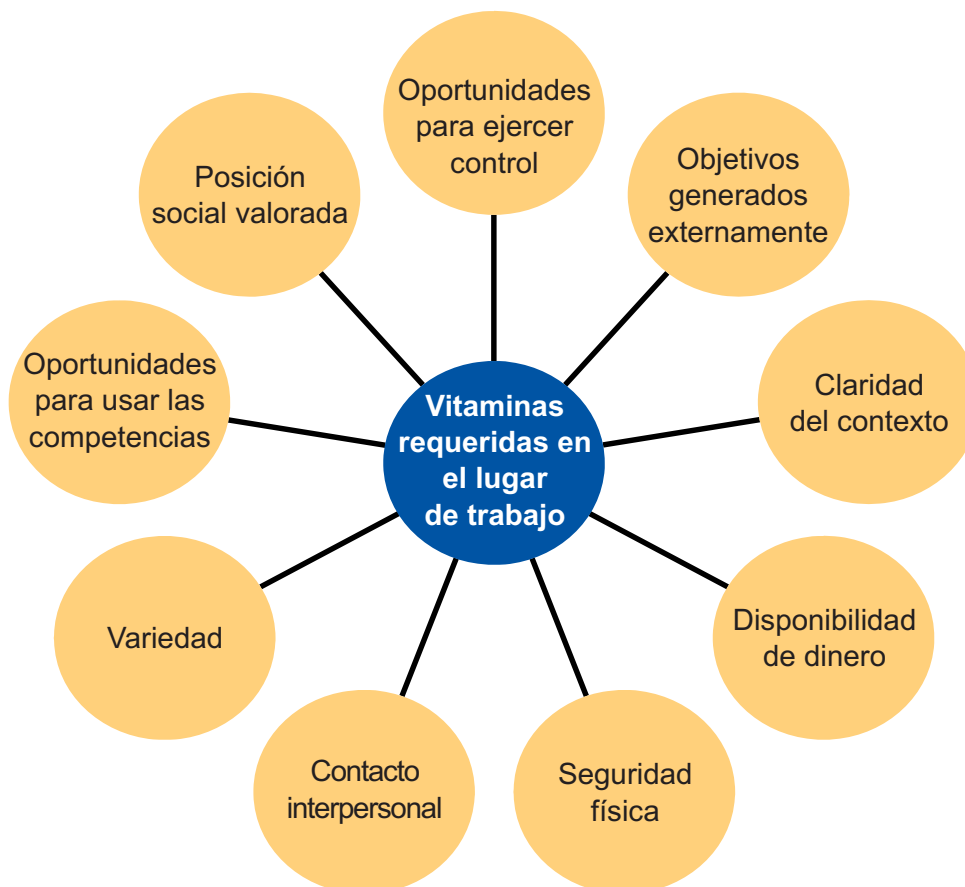 Oportunidades
para ejercer
control
Objetivos
generados
externamente
Claridad
del contexto
Disponibilidad
de dinero
Seguridad
física
Contacto
interpersonal
Variedad
Oportunidades
para usar las
competencias
Posición
social valorada
Vitaminas
requeridas en
el lugar
de trabajo